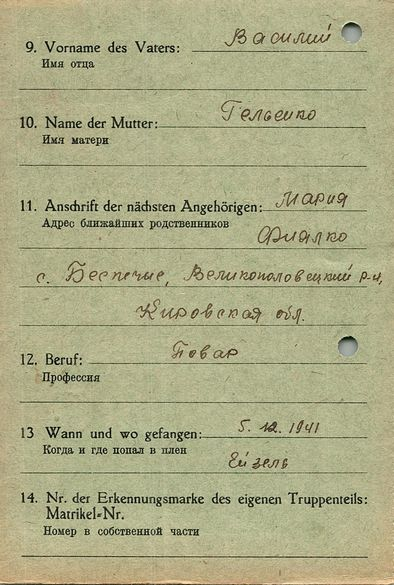 9. Vorname des Vaters: Василий
Имя отца
10. Name der Mutter: Гельенко
Имя матери
11. Anschrift der nächsten Angehörigen: Мария
Адрес ближайших родственников
Фиалко
с. Беспечье, Великополовецкий р-н,
Кировская обл.
12. Beruf: Повар
Профессия
13 Wann und wo gefangen: 5. 12. 1941
Когда и где попал в плен
Ейзель
14. Nr. der Erkennungsmarke des eigenen Truppenteils:
Matrikel=Nr.
Номер в собственной части